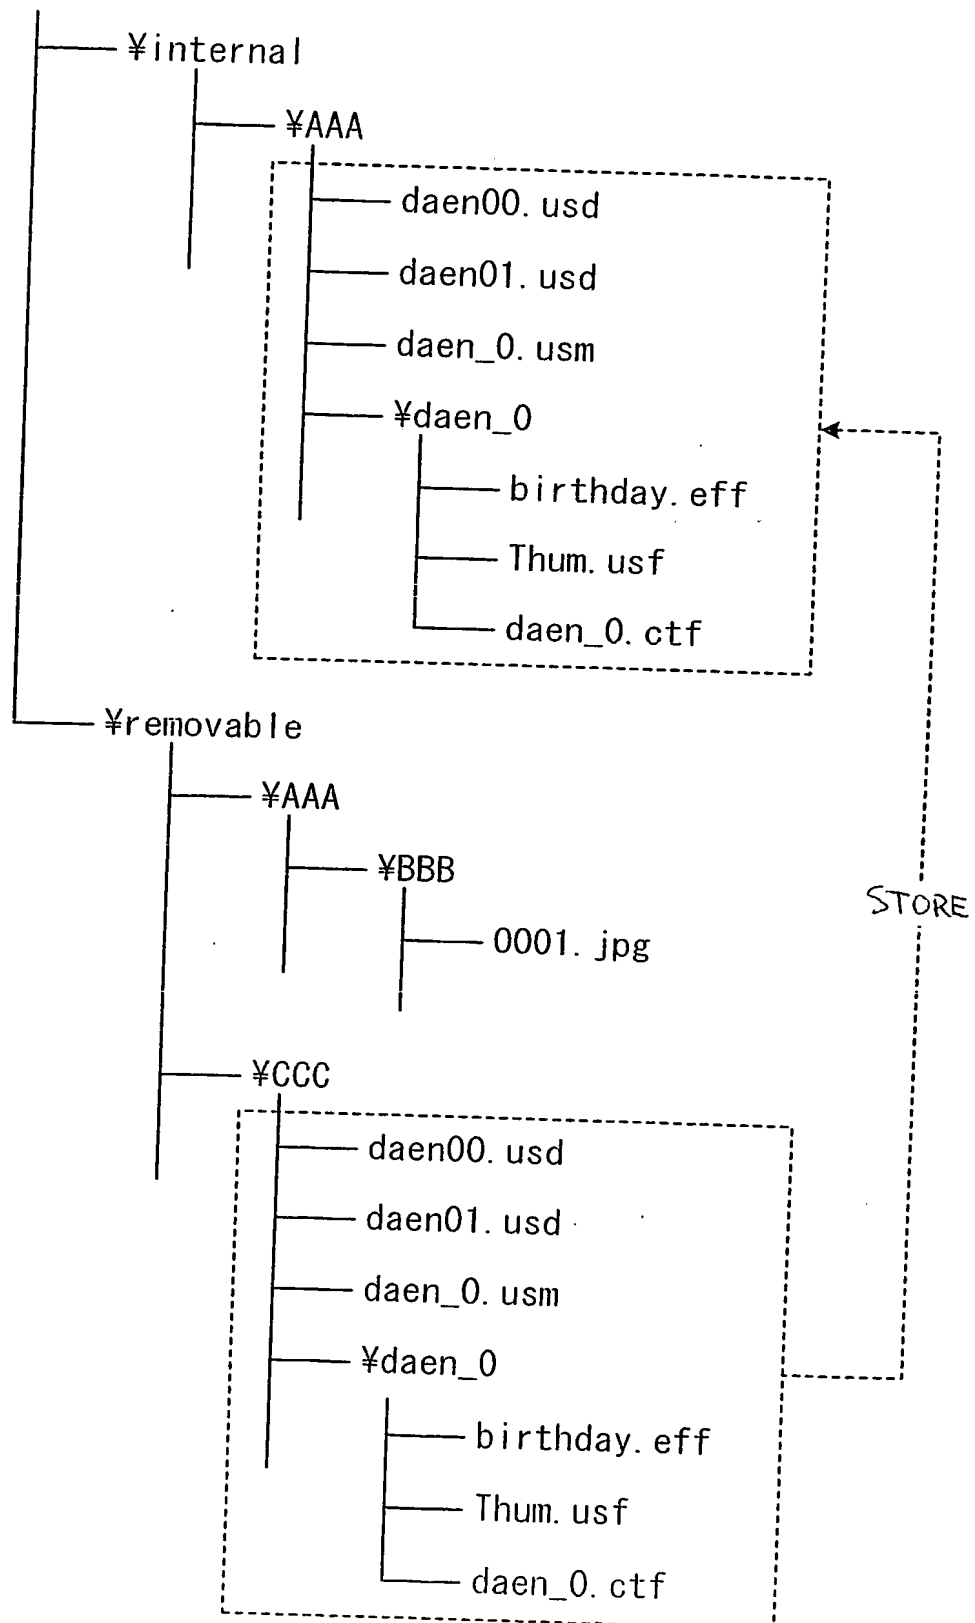 ¥internal
¥AAA
daen00.usd
daen01.usd
daen_0.usm
¥daen_0
birthday.eff
Thum.usf
daen_0.ctf
¥removable
¥AAA
¥BBB
STORE
0001.jpg
¥CCC
daen00.usd
daen01.usd
daen_0.usm
¥daen_0
birthday.eff
Thum.usf
daen_0.ctf